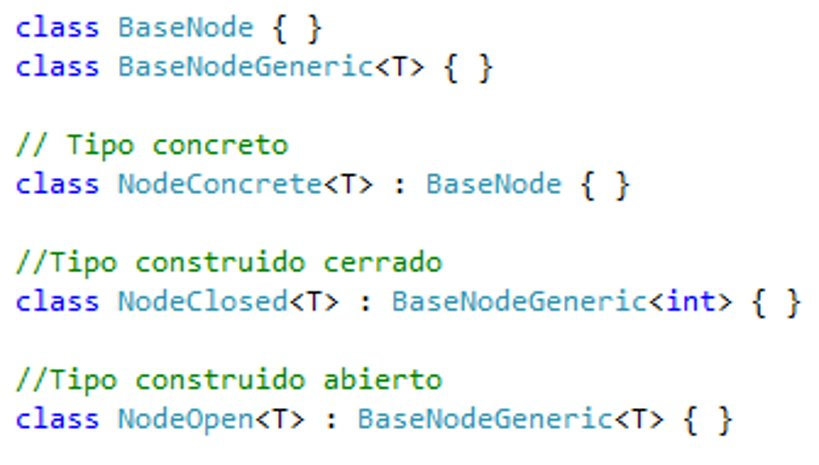 class BaseNode { }
class BaseNodeGeneric<T> { }
// Tipo concreto
class NodeConcrete<T> : BaseNode { }
//Tipo construido cerrado
class NodeClosed<T> : BaseNodeGeneric<int> { }
//Tipo construido abierto
class NodeOpen<T> : BaseNodeGeneric<T> { }